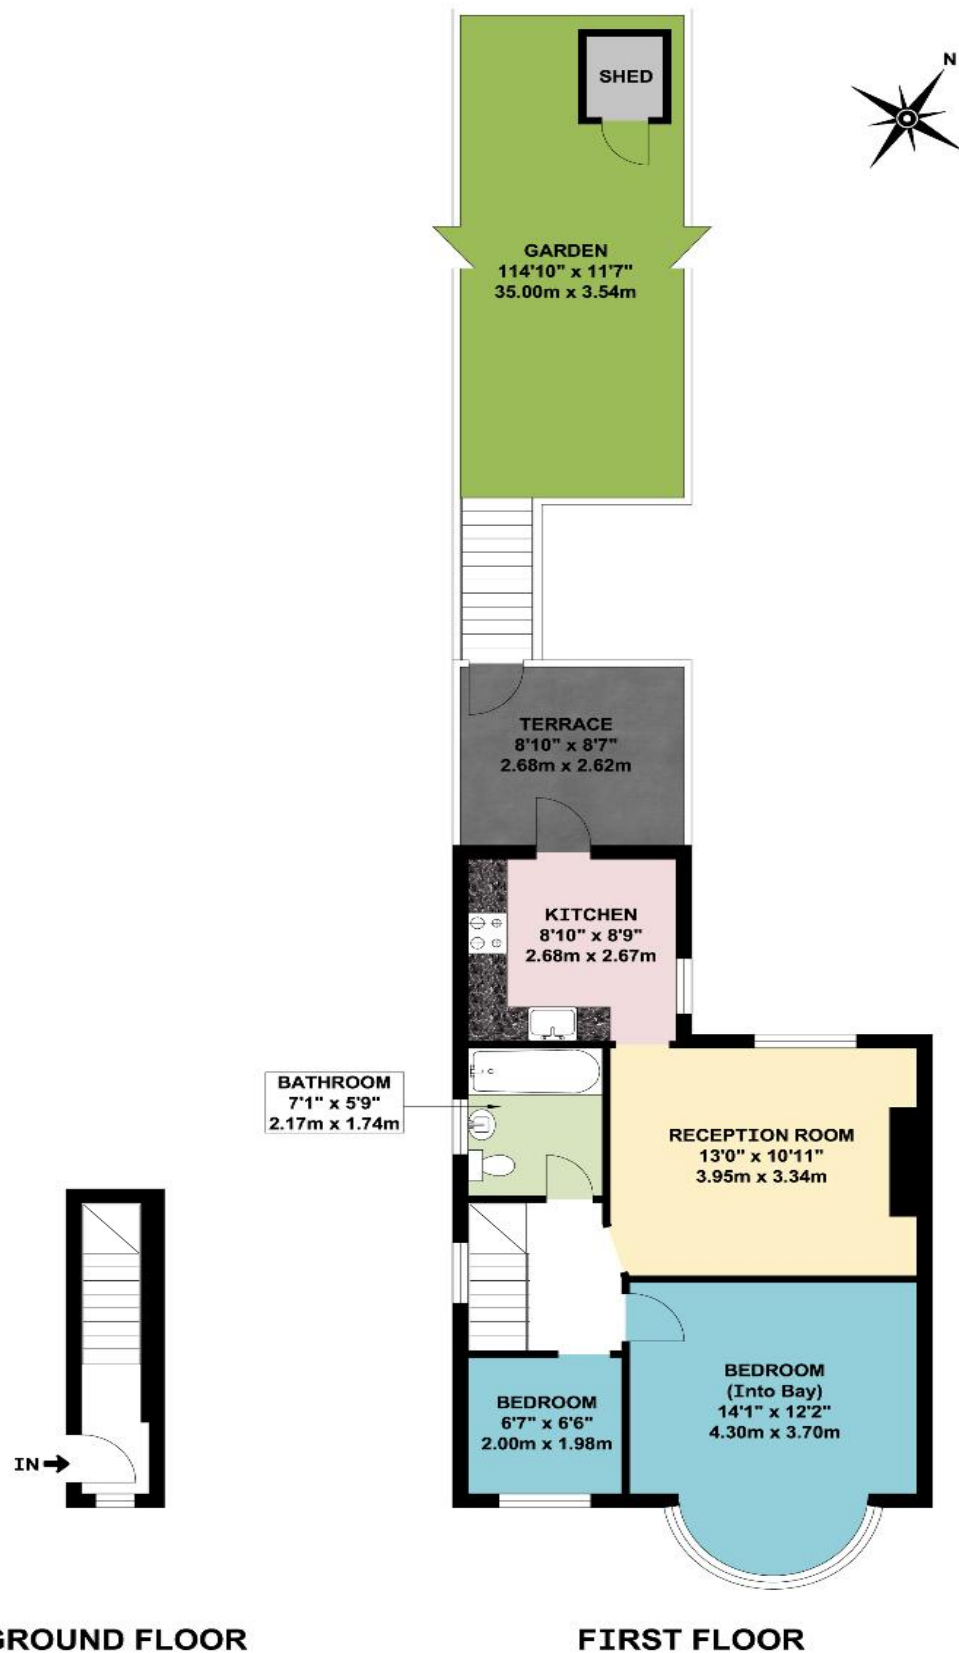 N
SHED
GARDEN
114'10" x 11'7"
35.00m x 3.54m
TERRACE
8'10" x 8'7"
2.68m x 2.62m
KITCHEN
8'10" x 8'9"
2.68m x 2.67m
BATHROOM
7'1" x 5'9"
2.17m x 1.74m
RECEPTION ROOM
13'0" x 10'11"
3.95m x 3.34m
BEDROOM
(Into Bay)
14'1" x 12'2"
4.30m x 3.70m
BEDROOM
6'7" x 6'6"
2.00m x 1.98m
IN
GROUND FLOOR
FIRST FLOOR